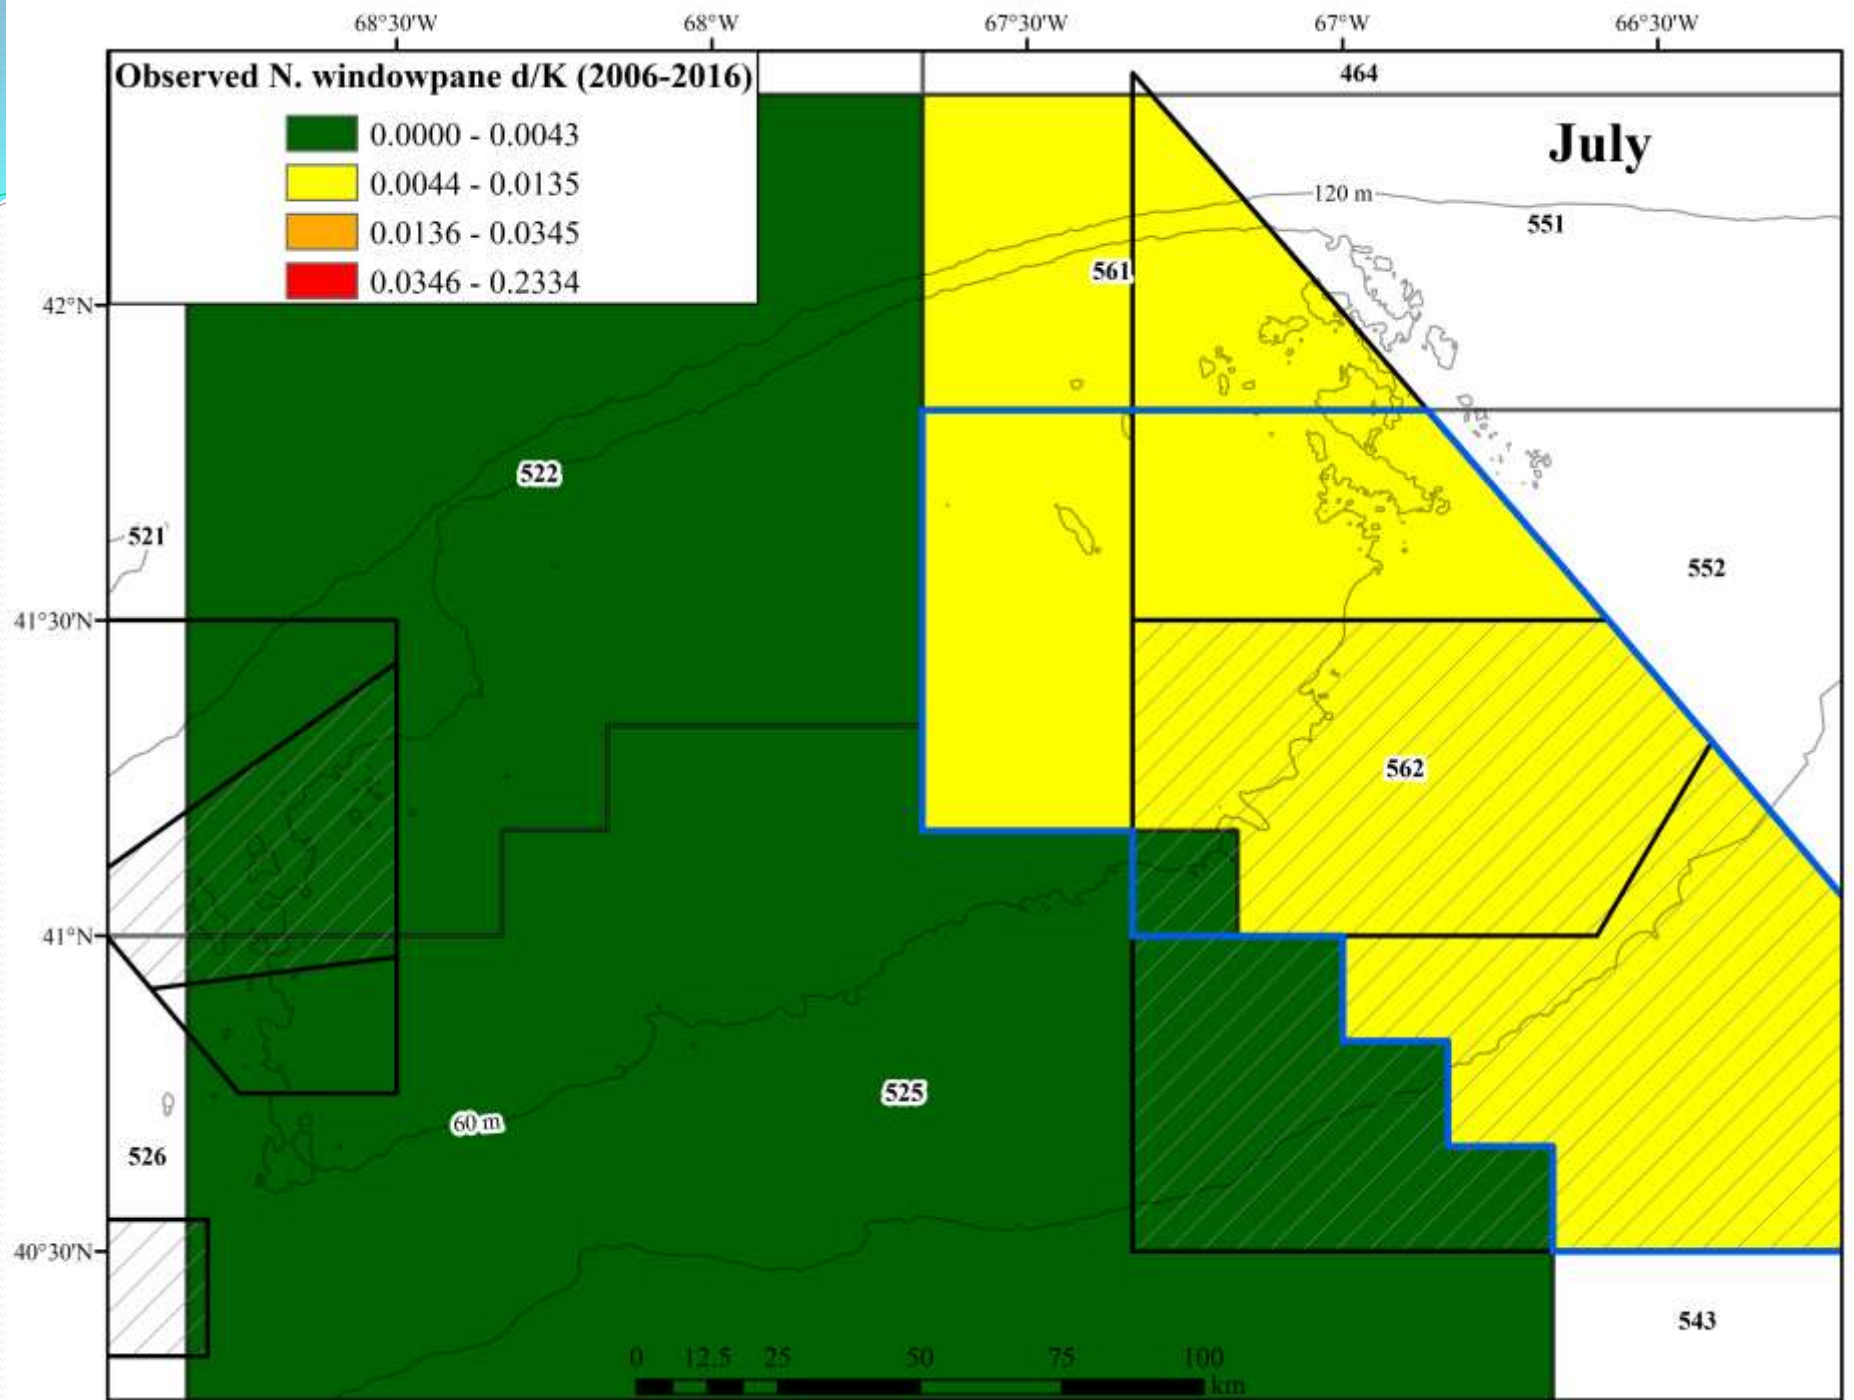 68°30'W 68°W 67°30'W 67°W 66°30'W
Observed N. windowpane d/K (2006-2016)
0.0000 - 0.0043
0.0044 - 0.0135
0.0136 - 0.0345
0.0346 - 0.2334
464
July
120 m
551
561
42°N
522
521
552
41°30'N
562
41°N
525
60 m
526
40°30'N
543
0 12.5 25 50 75 100
km